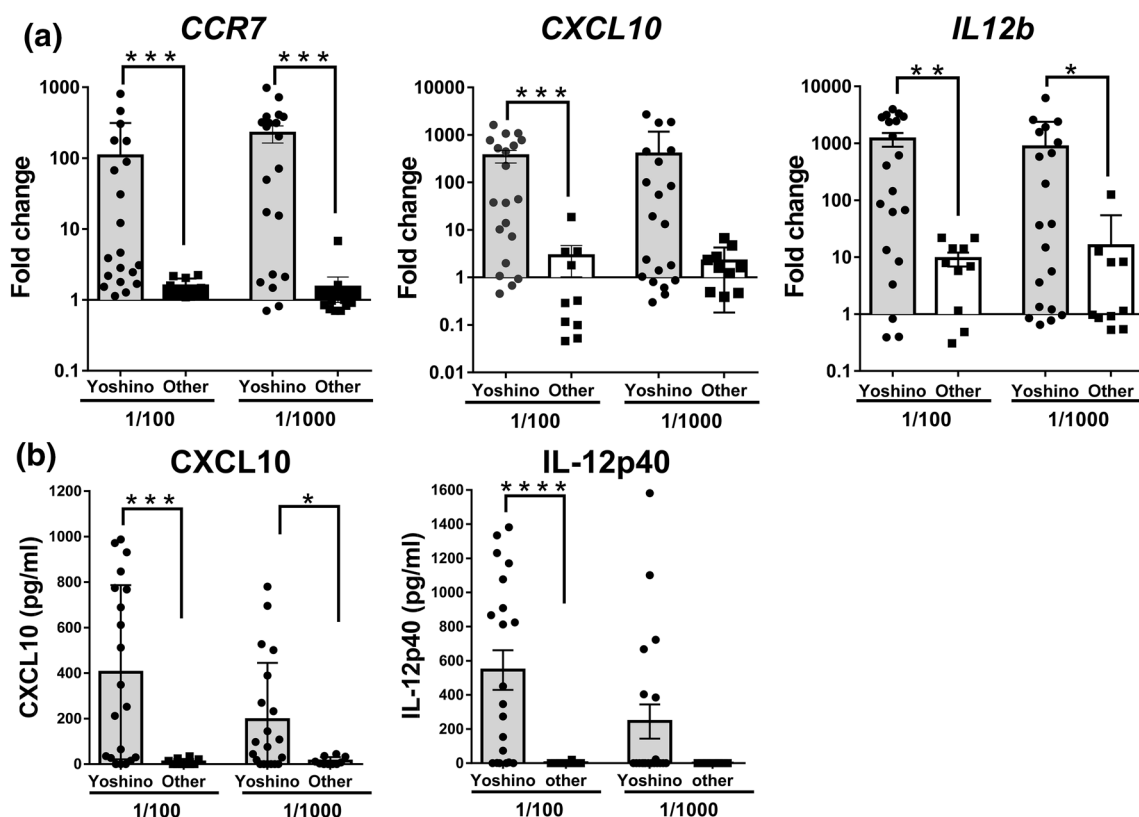 (a)
CCR7
CXCL10
IL12b
Fold change
1000
100
10
1
0.1
* * *
* * *
Yoshino Other Yoshino Other
1/100 1/1000
Fold change
10000
1000
100
10
1
0.1
0.01
* * *
Yoshino Other Yoshino Other
1/100 1/1000
Fold change
10000
1000
100
10
1
0.1
* *
*
Yoshino Other Yoshino Other
1/100 1/1000
(b)
CXCL10
IL-12p40
CXCL10 (pg/ml)
1200
1000
800
600
400
200
0
* * *
*
Yoshino Other Yoshino Other
1/100 1/1000
IL-12p40 (pg/ml)
1600
1400
1200
1000
800
600
400
200
0
* * * *
Yoshino other Yoshino other
1/100 1/1000